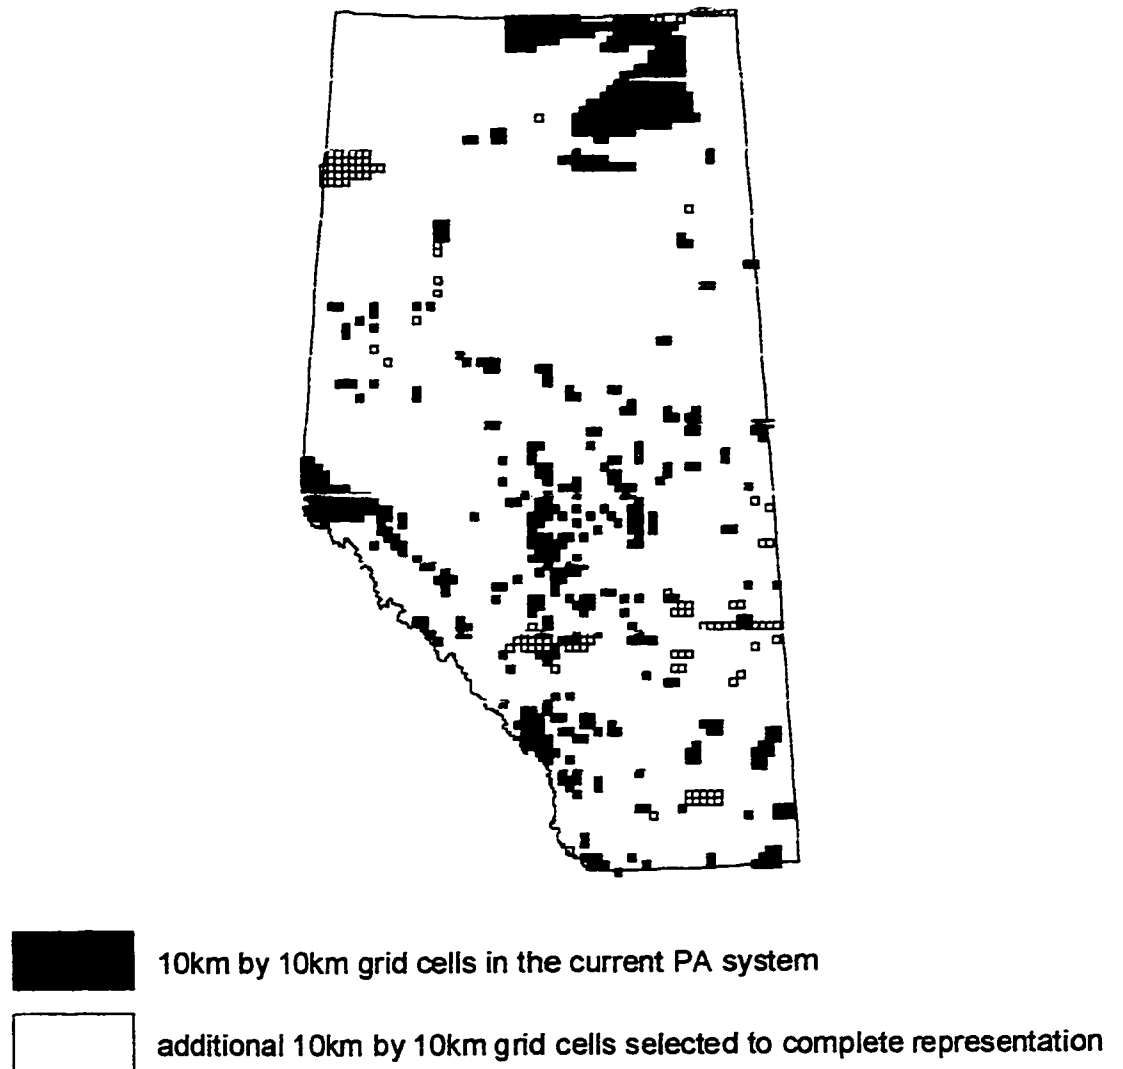 10km by 10km grid cells in the current PA system
additional 10km by 10km grid cells selected to complete representation